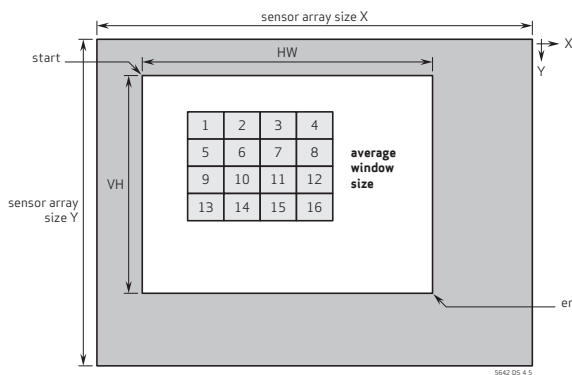 sensor array size X
X
Y
start
HW
1 2 3 4
5 6 7 8
9 10 11 12
13 14 15 16
average
window
size
VH
sensor array
size Y
5642 DS 4 5